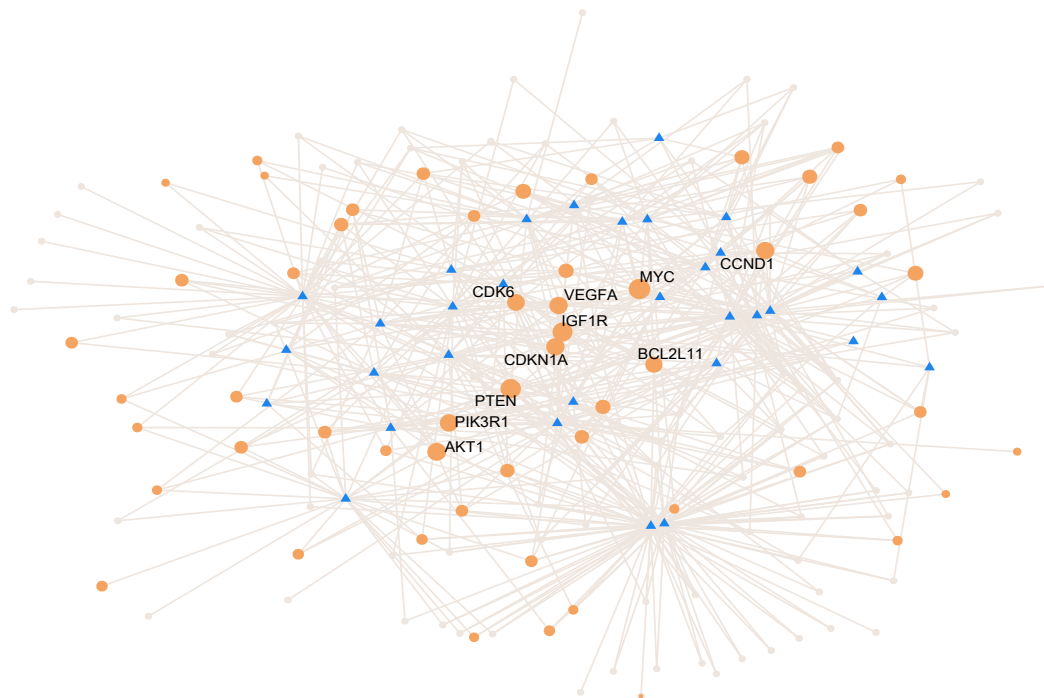 CCND1
MYC
CDK6
VEGFA
IGF1R
CDKN1A
BCL2L11
PTEN
PIK3R1
AKT1